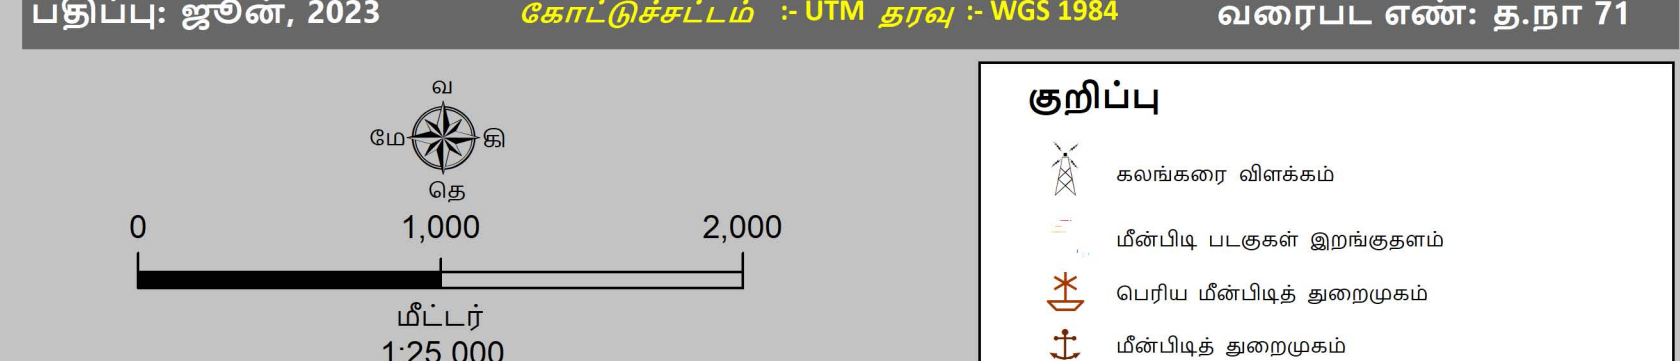 பதிப்பு: ஜூன், 2023 கோட்டுச்சட்டம் :- UTM தரவு :- WGS 1984 வரைபட எண்: த.நா 71
வ
மே கி
தெ
0 1,000 2,000
மீட்டர்
1:25,000
குறிப்பு
கலங்கரை விளக்கம்
மீன்பிடி படகுகள் இறங்குதளம்
பெரிய மீன்பிடித் துறைமுகம்
மீன்பிடித் துறைமுகம்